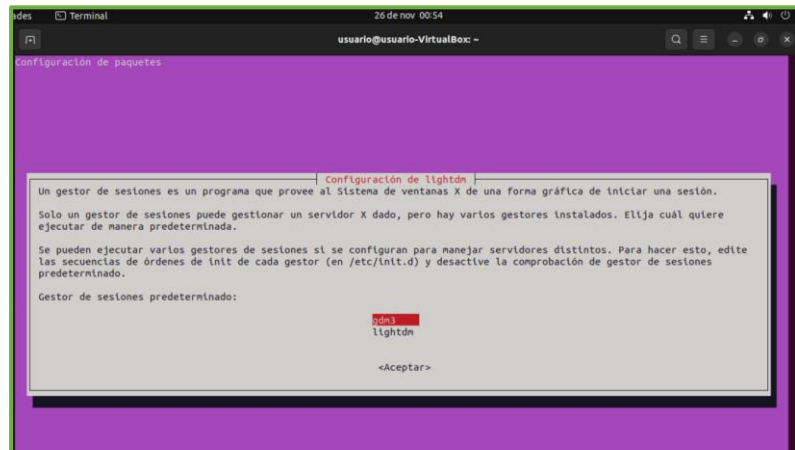 ades Terminal 26 de nov 00:54
usuario@usuario-VirtualBox: ~
Configuración de paquetes
Configuración de lightdm
Un gestor de sesiones es un programa que provee al Sistema de ventanas X de una forma gráfica de iniciar una sesión.
Solo un gestor de sesiones puede gestionar un servidor X dado, pero hay varios gestores instalados. Elija cuál quiere
ejecutar de manera predeterminada.
Se pueden ejecutar varios gestores de sesiones si se configuran para manejar servidores distintos. Para hacer esto, edite
las secuencias de órdenes de init de cada gestor (en /etc/init.d) y desactive la comprobación de gestor de sesiones
predeterminado.
Gestor de sesiones predeterminado:
gdm3
lightdm
<Aceptar>